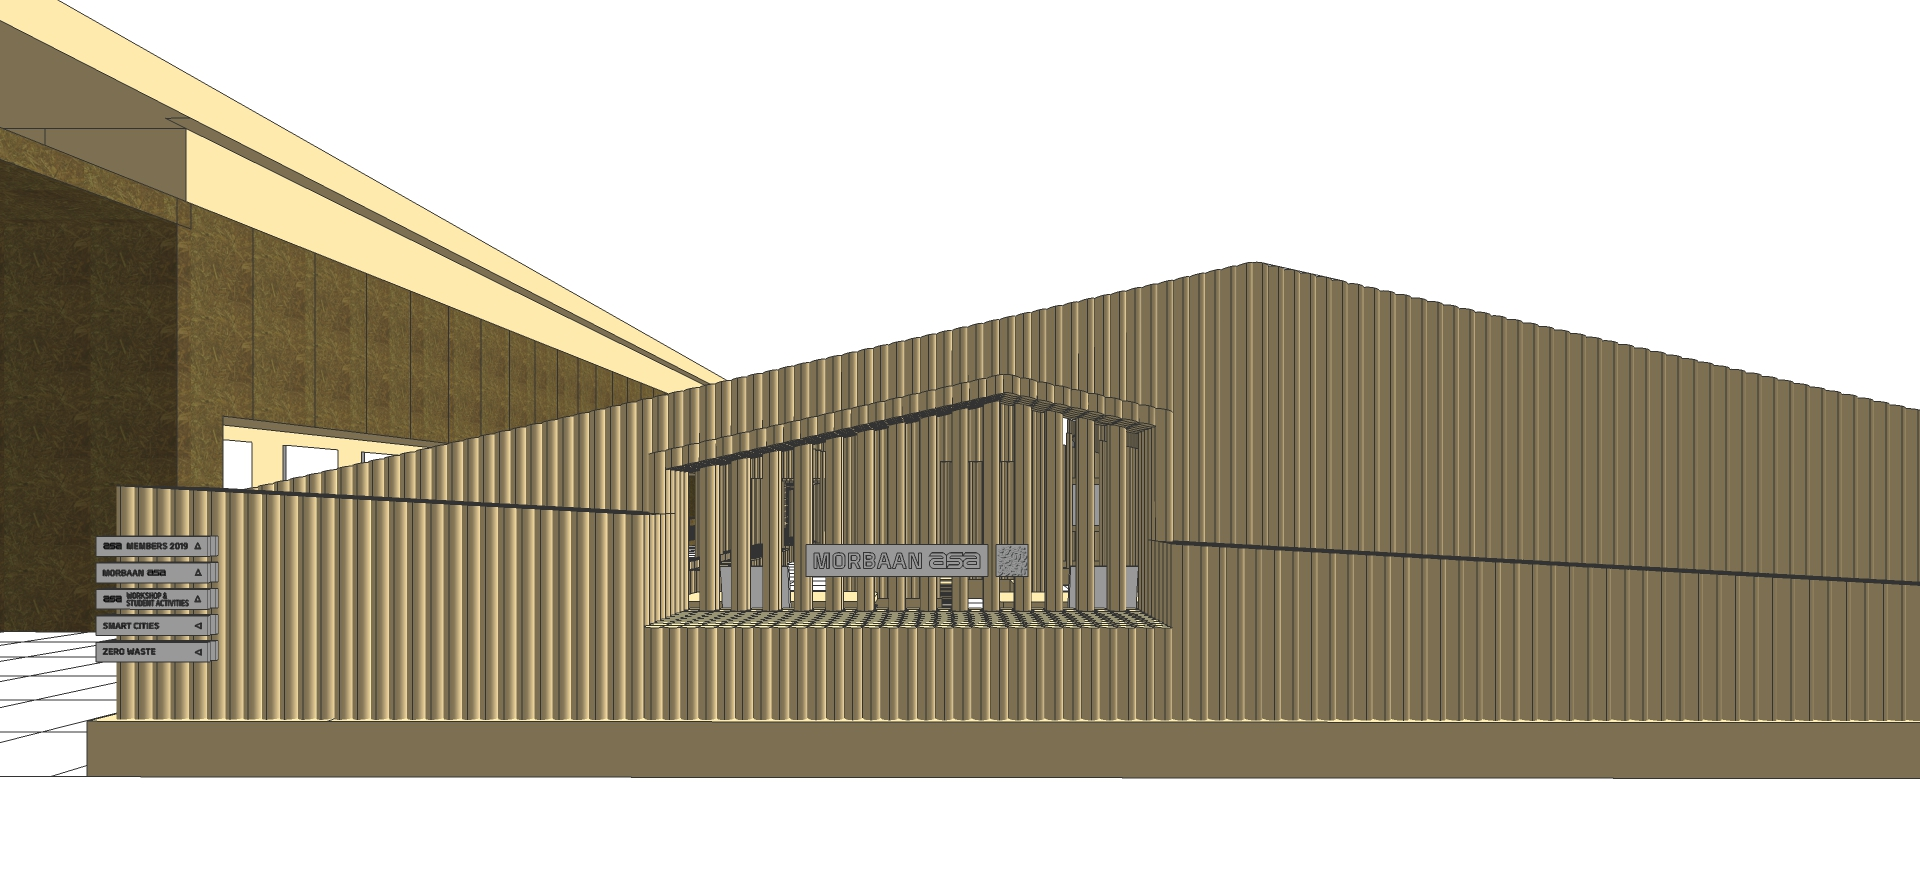 asa MEMBERS 2019 △
MORBAAN asa △
asa WORKSHOP &
STUDENT ACTIVITIES △
SMART CITIES ◁
ZERO WASTE ◁
MORBAAN asa